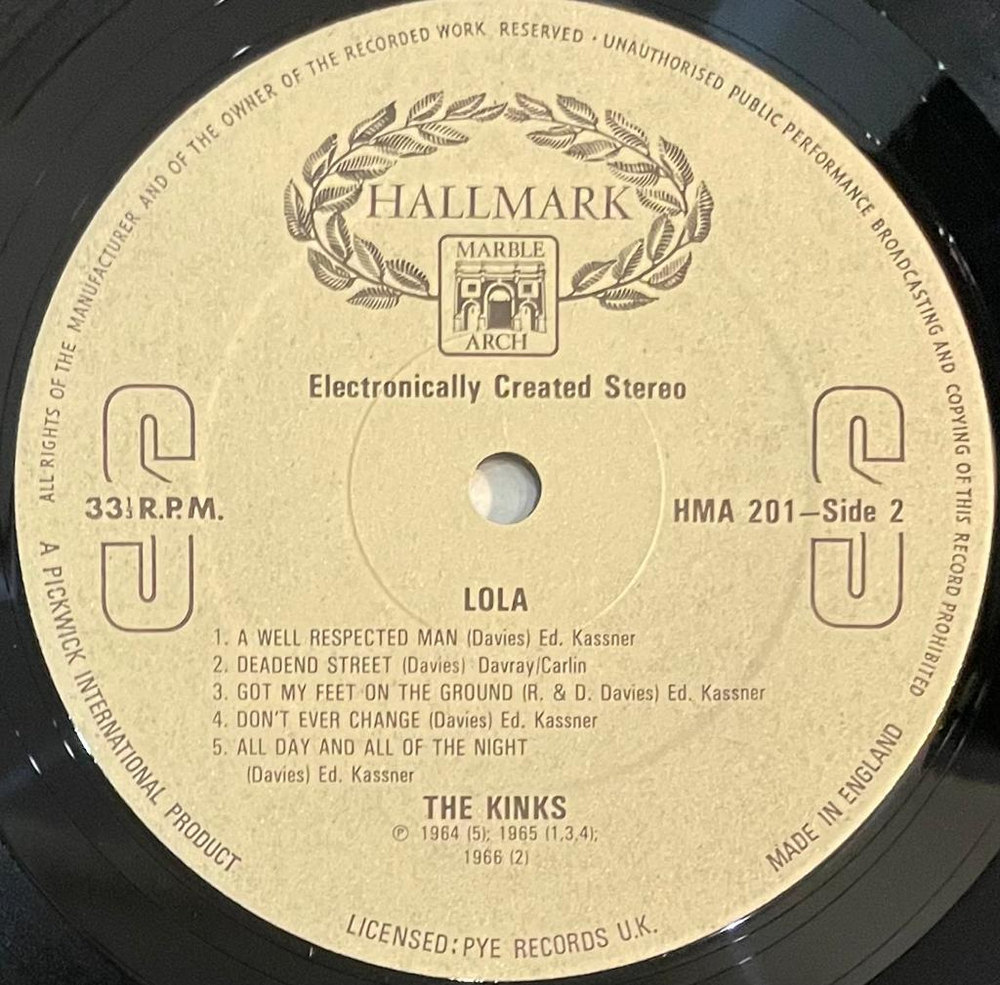 ALL RIGHTS OF THE MANUFACTURER AND OF THE OWNER OF THE RECORDED WORK RESERVED · UNAUTHORISED PUBLIC PERFORMANCE BROADCASTING AND COPYING OF THIS RECORD PROHIBITED
HALLMARK
MARBLE
ARCH
Electronically Created Stereo
33⅓ R.P.M.
HMA 201–Side 2
LOLA
1. A WELL RESPECTED MAN (Davies) Ed. Kassner
2. DEADEND STREET (Davies) Davray/Carlin
3. GOT MY FEET ON THE GROUND (R. & D. Davies) Ed. Kassner
4. DON'T EVER CHANGE (Davies) Ed. Kassner
5. ALL DAY AND ALL OF THE NIGHT
(Davies) Ed. Kassner
THE KINKS
℗ 1964 (5); 1965 (1,3,4);
1966 (2)
A PICKWICK INTERNATIONAL PRODUCT
LICENSED: PYE RECORDS U.K.
MADE IN ENGLAND